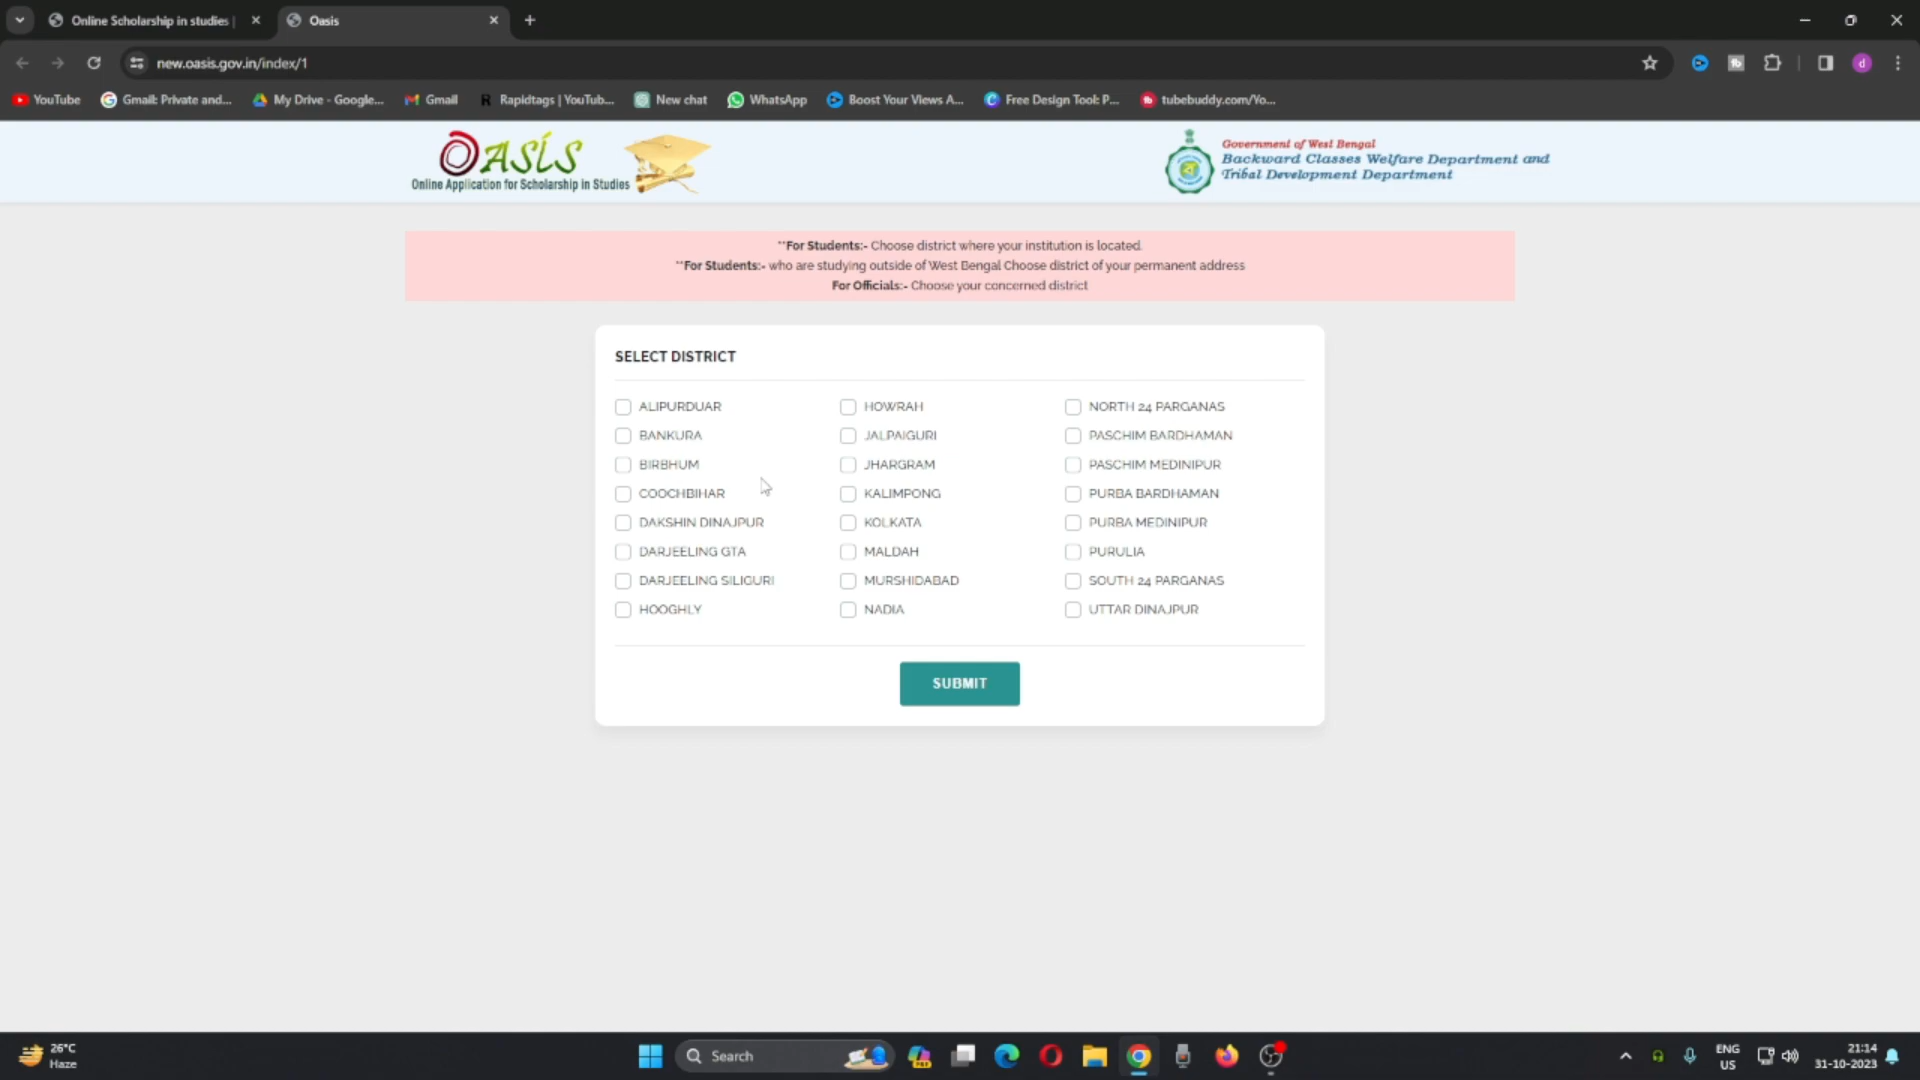 Online Scholarship in studies |
Oasis
new.oasis.gov.in/index/1
YouTube
Gmail: Private and...
My Drive - Google...
Gmail
Rapidtags | YouTub...
New chat
WhatsApp
Boost Your Views A...
Free Design Tool: P...
tubebuddy.com/Yo...
OASIS
Online Application for Scholarship in Studies
Government of West Bengal
Backward Classes Welfare Department and
Tribal Development Department
**For Students:- Choose district where your institution is located.
**For Students:- who are studying outside of West Bengal Choose district of your permanent address
For Officials:- Choose your concerned district
SELECT DISTRICT
ALIPURDUAR HOWRAH NORTH 24 PARGANAS
BANKURA JALPAIGURI PASCHIM BARDHAMAN
BIRBHUM JHARGRAM PASCHIM MEDINIPUR
COOCHBIHAR KALIMPONG PURBA BARDHAMAN
DAKSHIN DINAJPUR KOLKATA PURBA MEDINIPUR
DARJEELING GTA MALDAH PURULIA
DARJEELING SILIGURI MURSHIDABAD SOUTH 24 PARGANAS
HOOGHLY NADIA UTTAR DINAJPUR
SUBMIT
26°C
Haze
Search
ENG
US
21:14
31-10-2023